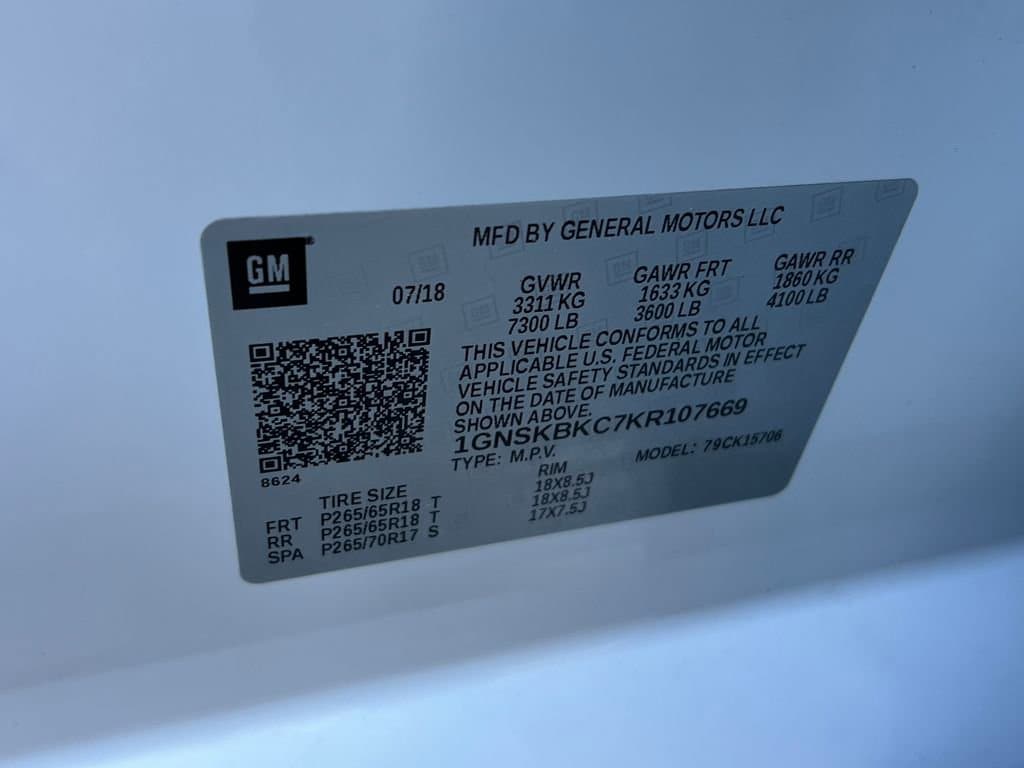 GM
MFD BY GENERAL MOTORS LLC
07/18
GVWR
3311 KG
7300 LB
GAWR FRT
1633 KG
3600 LB
GAWR RR
1860 KG
4100 LB
THIS VEHICLE CONFORMS TO ALL
APPLICABLE U.S. FEDERAL MOTOR
VEHICLE SAFETY STANDARDS IN EFFECT
ON THE DATE OF MANUFACTURE
SHOWN ABOVE.
1GNSKBKC7KR107669
TYPE: M.P.V.
MODEL: 79CK15706
8624
TIRE SIZE RIM
FRT P265/65R18 T 18X8.5J
RR P265/65R18 T 18X8.5J
SPA P265/70R17 S 17X7.5J